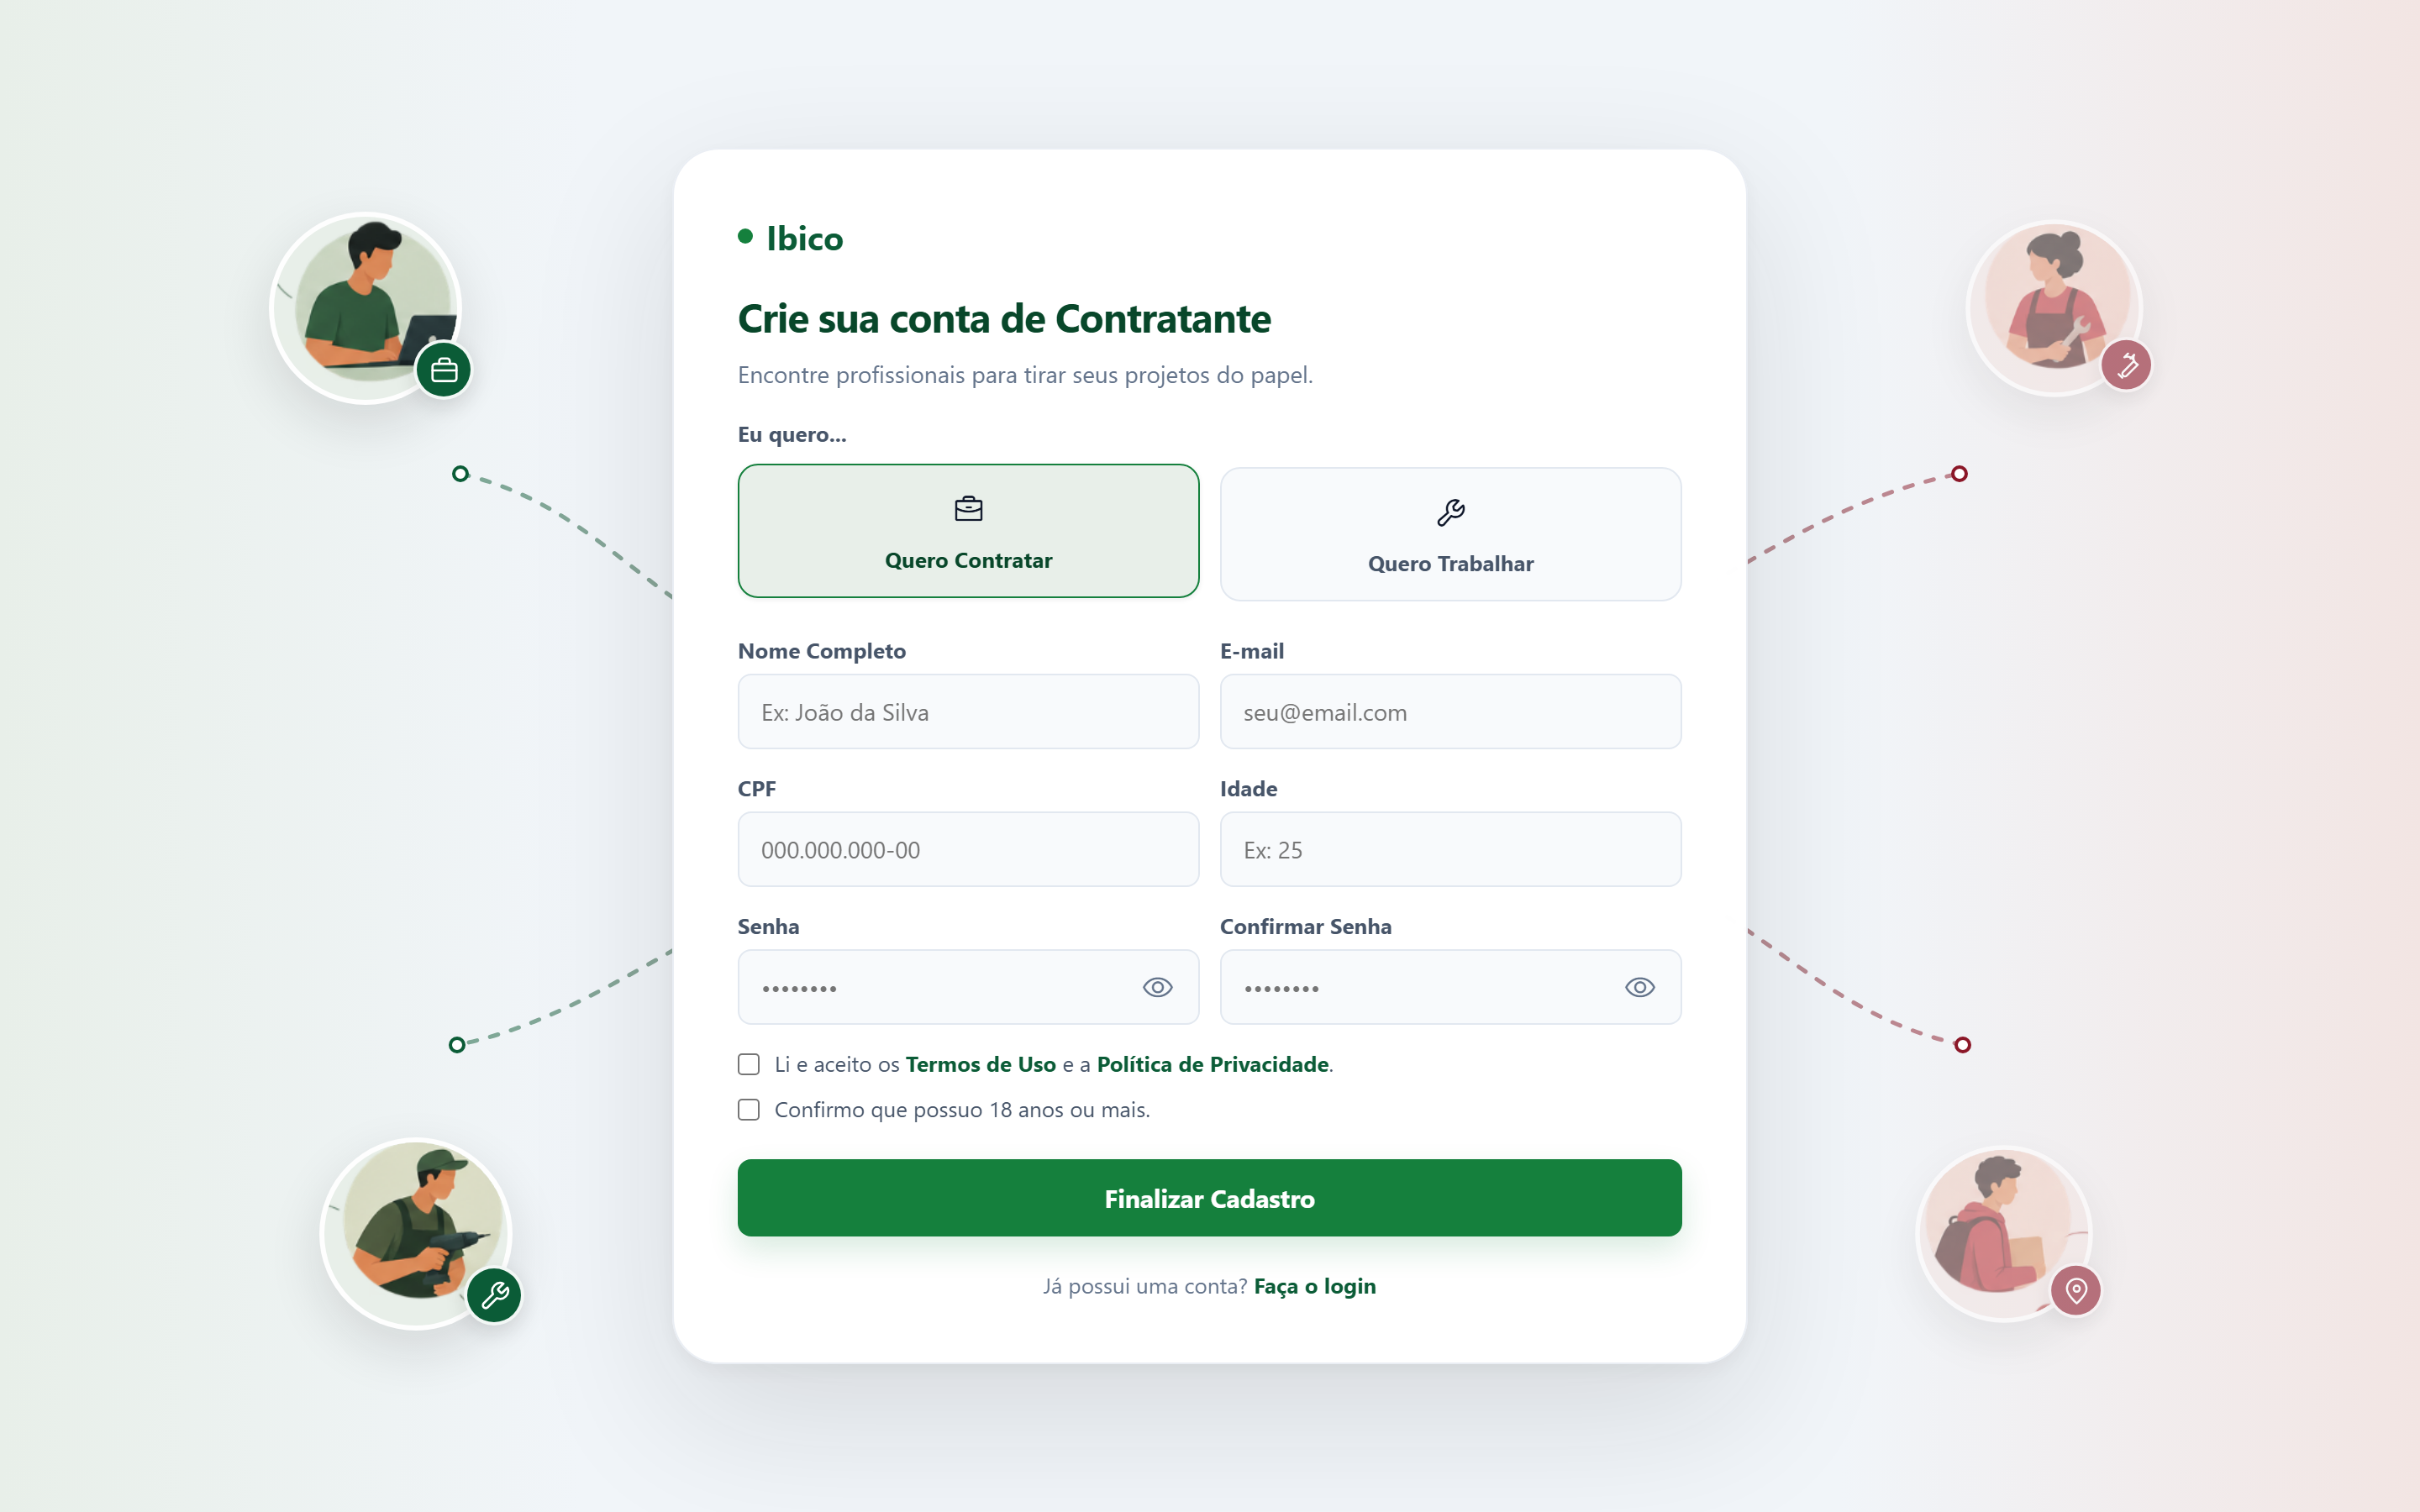 Ibico
Crie sua conta de Contratante
Encontre profissionais para tirar seus projetos do papel.
Eu quero...
Quero Contratar
Quero Trabalhar
Nome Completo
E-mail
Ex: João da Silva
seu@email.com
CPF
Idade
000.000.000-00
Ex: 25
Senha
Confirmar Senha
••••••••
••••••••
Li e aceito os Termos de Uso e a Política de Privacidade.
Confirmo que possuo 18 anos ou mais.
Finalizar Cadastro
Já possui uma conta? Faça o login